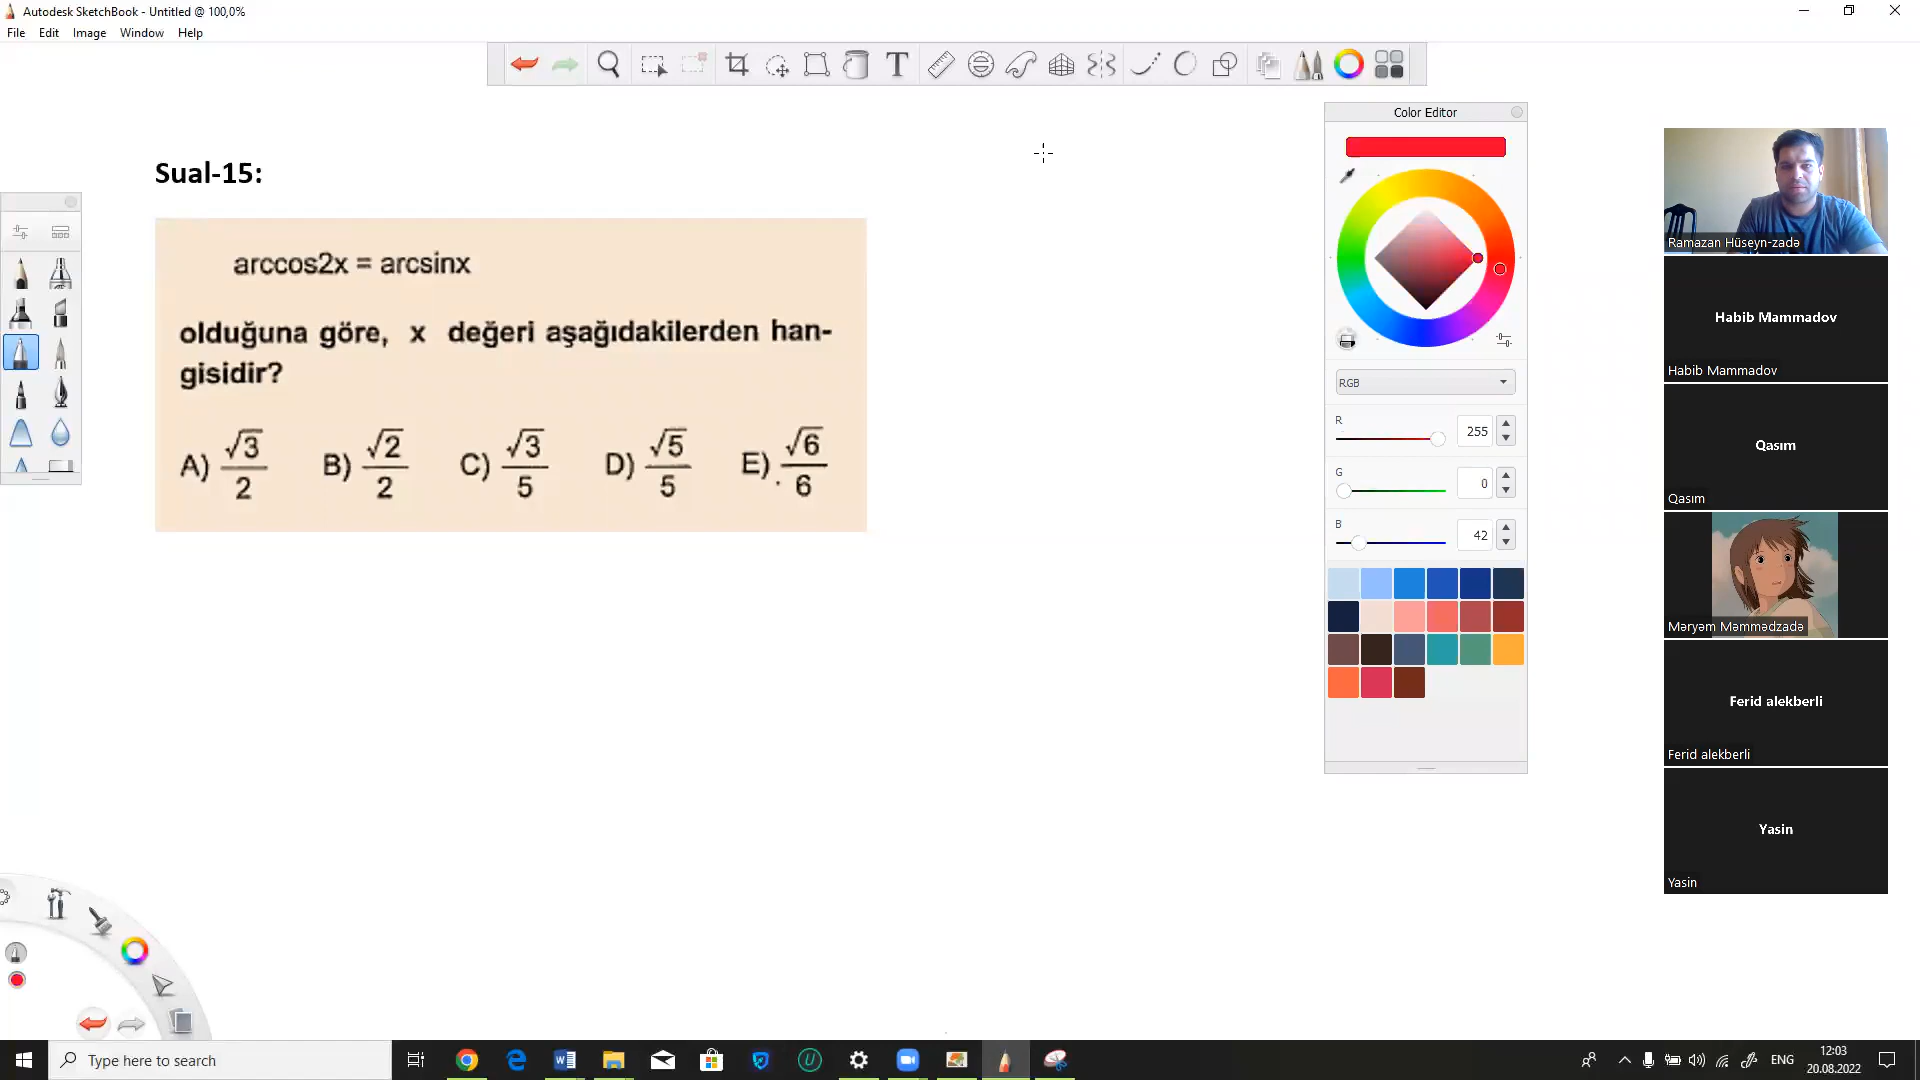 Autodesk SketchBook - Untitled @ 100,0%
File Edit Image Window Help
T
Sual-15:
arccos2x = arcsinx
olduğuna göre, x değeri aşağıdakilerden han-
gisidir?
A) √3/2 B) √2/2 C) √3/5 D) √5/5 E) √6/6
Color Editor
RGB
R
255
G
0
B
42
Ramazan Hüseyn-zadə
Habib Mammadov
Habib Mammadov
Qasım
Qasım
Məryəm Məmmədzadə
Ferid alekberli
Ferid alekberli
Yasin
Yasin
Type here to search
ENG
12:03
20.08.2022